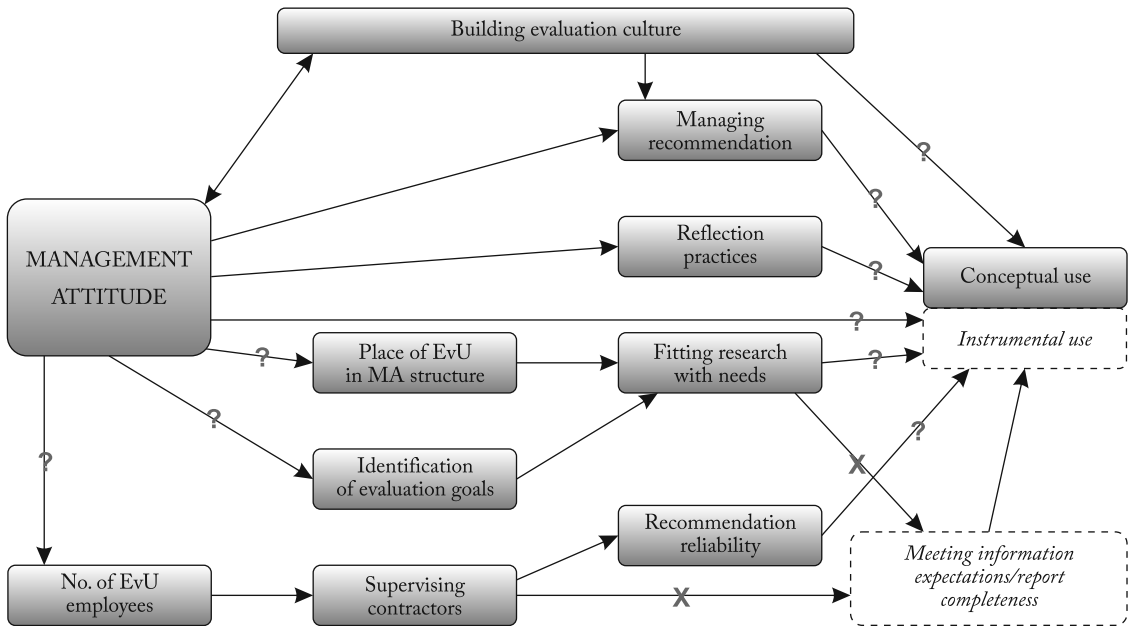 Building evaluation culture
Managing
recommendation
?
?
MANAGEMENT
ATTITUDE
Reflection
practices
?
Conceptual use
?
Instrumental use
?
Place of EvU
in MA structure
Fitting research
with needs
?
?
?
?
X
Identification
of evaluation goals
Recommendation
reliability
No. of EvU
employees
Supervising
contractors
X
Meeting information
expectations/report
completeness